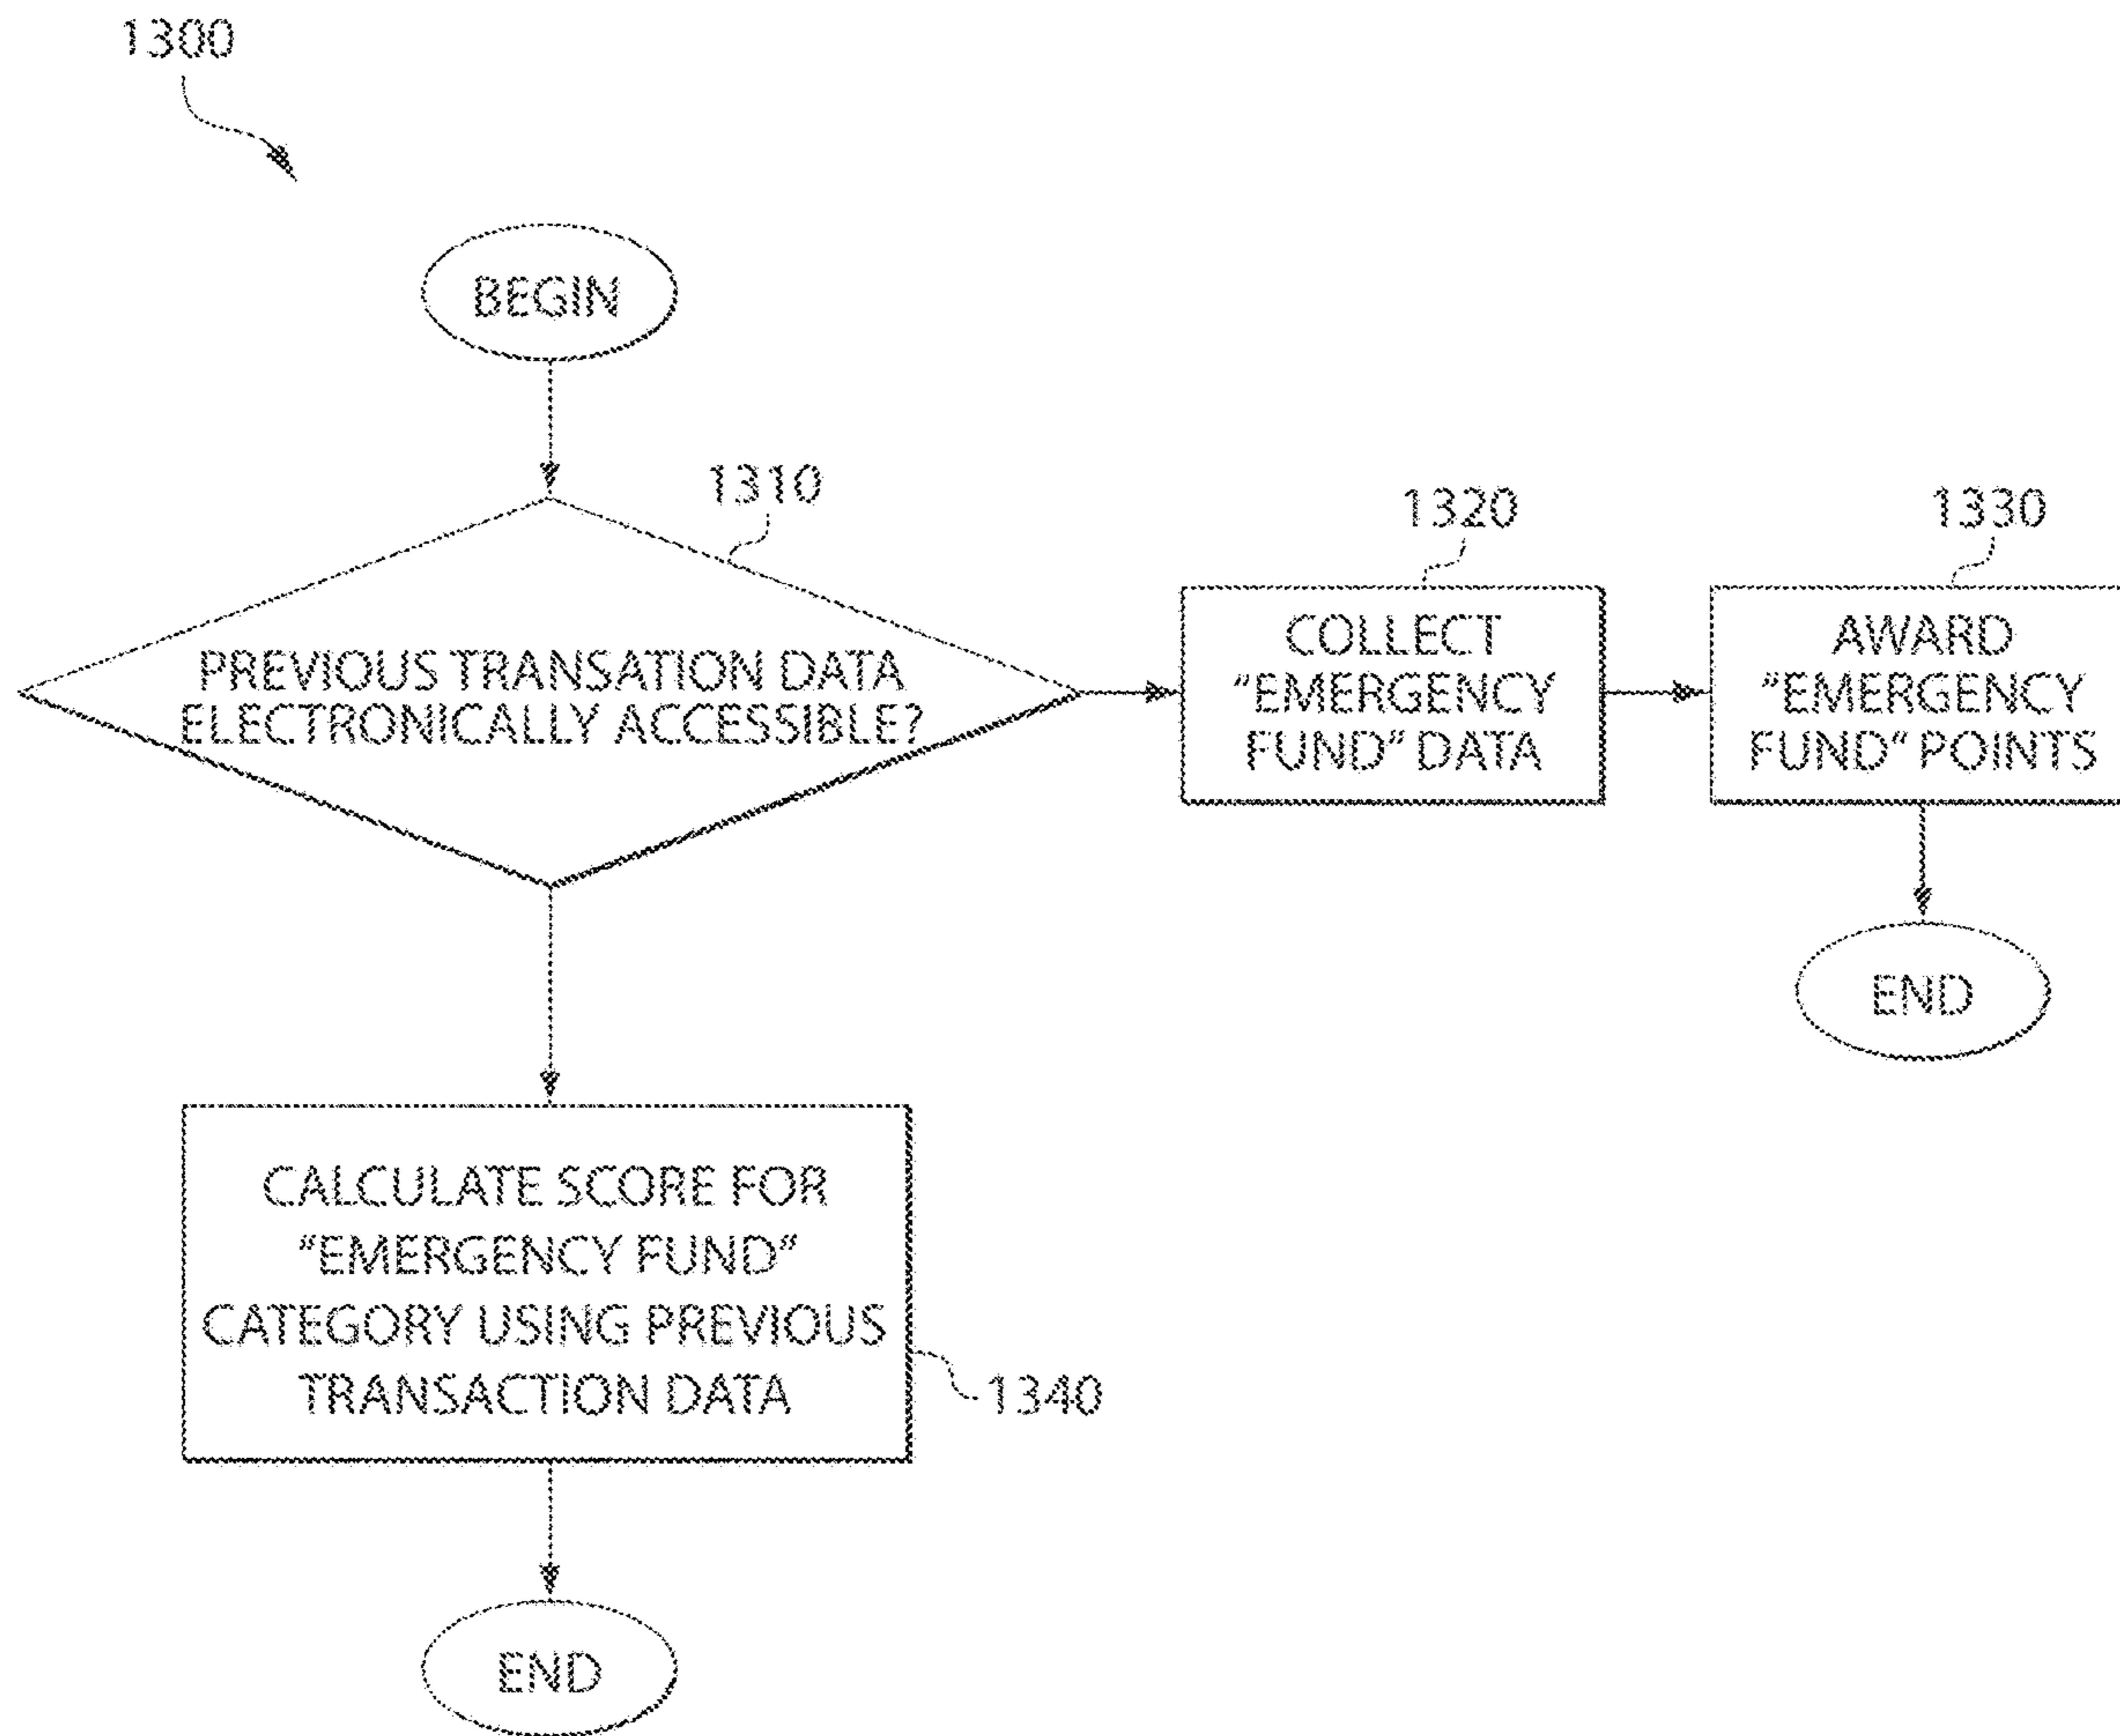 1300
BEGIN
1310
PREVIOUS TRANSATION DATA
ELECTRONICALLY ACCESSIBLE?
1320
COLLECT
"EMERGENCY
FUND" DATA
1330
AWARD
"EMERGENCY
FUND" POINTS
END
CALCULATE SCORE FOR
"EMERGENCY FUND"
CATEGORY USING PREVIOUS
TRANSACTION DATA
1340
END